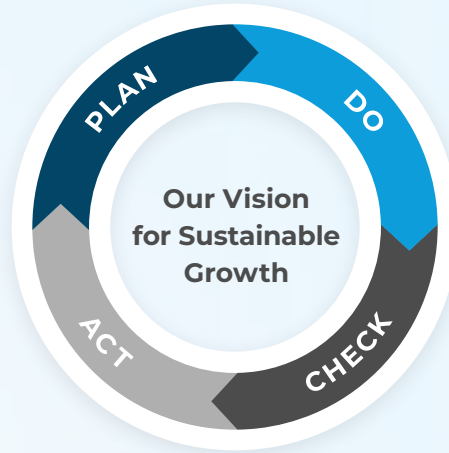 PLAN
DO
Our Vision
for Sustainable
Growth
ACT
CHECK